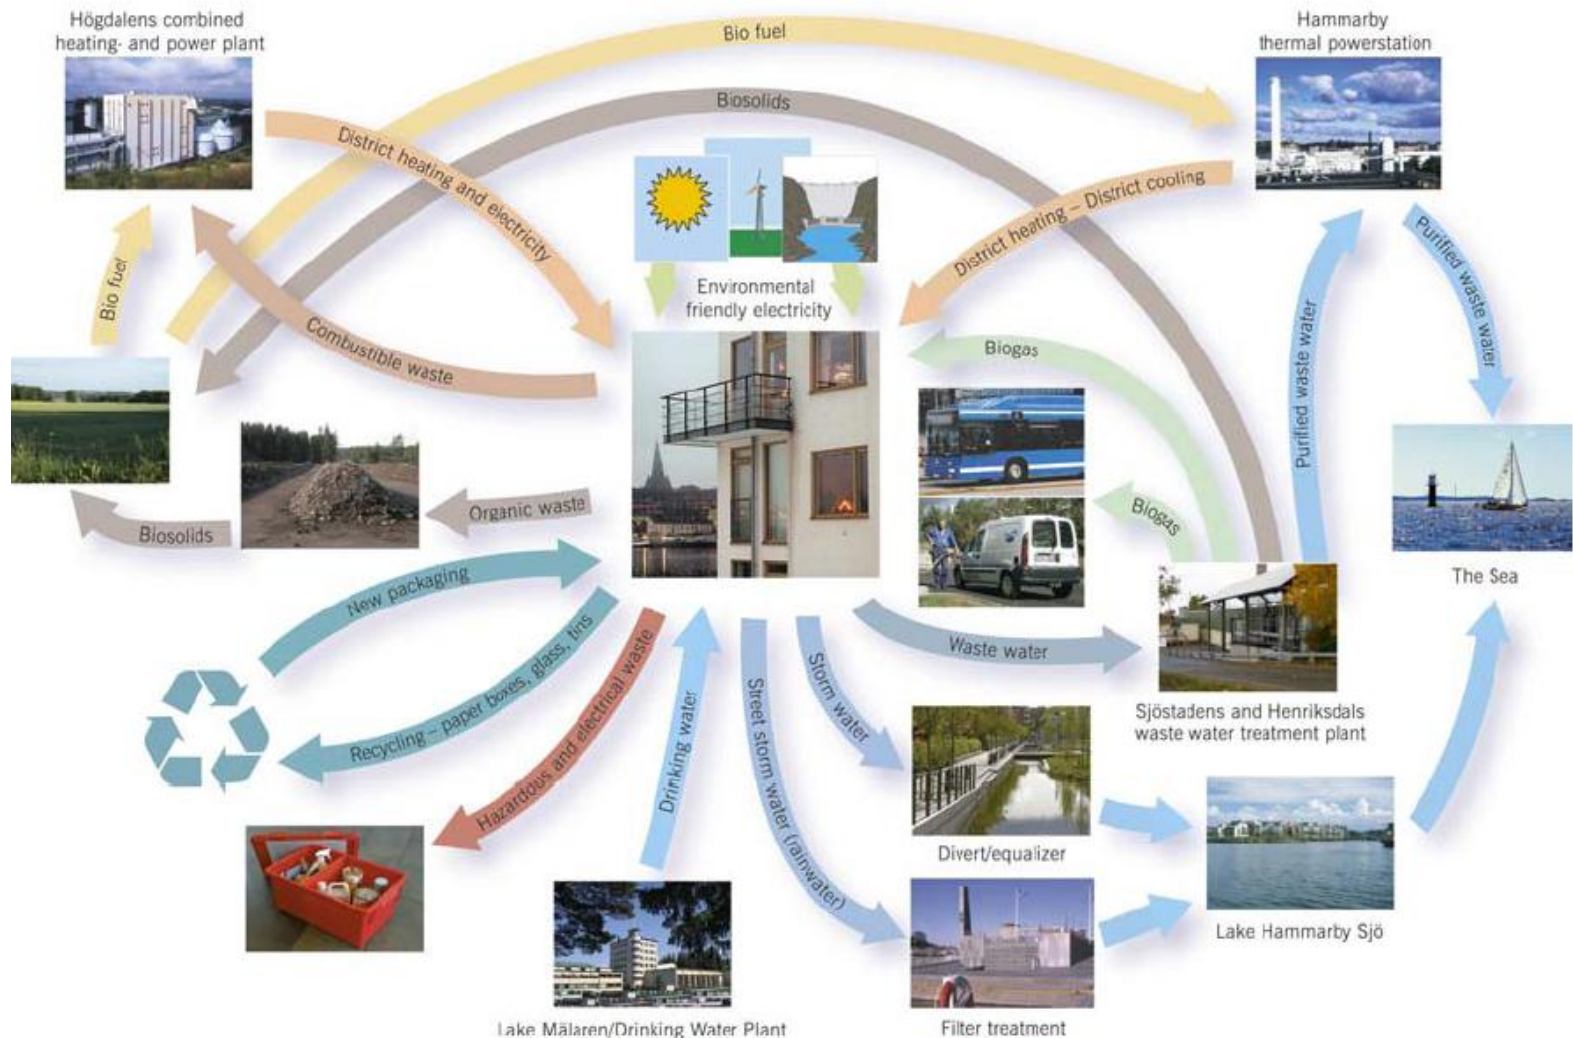 Högdalens combined
heating- and power plant
Hammarby
thermal powerstation
Bio fuel
Biosolids
District heating and electricity
District heating – District cooling
Purified waste water
Environmental
friendly electricity
Bio fuel
Combustible waste
Biogas
Purified waste water
Biogas
Organic waste
Biosolids
The Sea
New packaging
Recycling – paper boxes, glass, tins
Hazardous and electrical waste
Drinking water
Street storm water (rainwater)
Storm water
Waste water
Sjöstadens and Henriksdals
waste water treatment plant
Divert/equalizer
Lake Hammarby Sjö
Lake Mälaren/Drinking Water Plant
Filter treatment